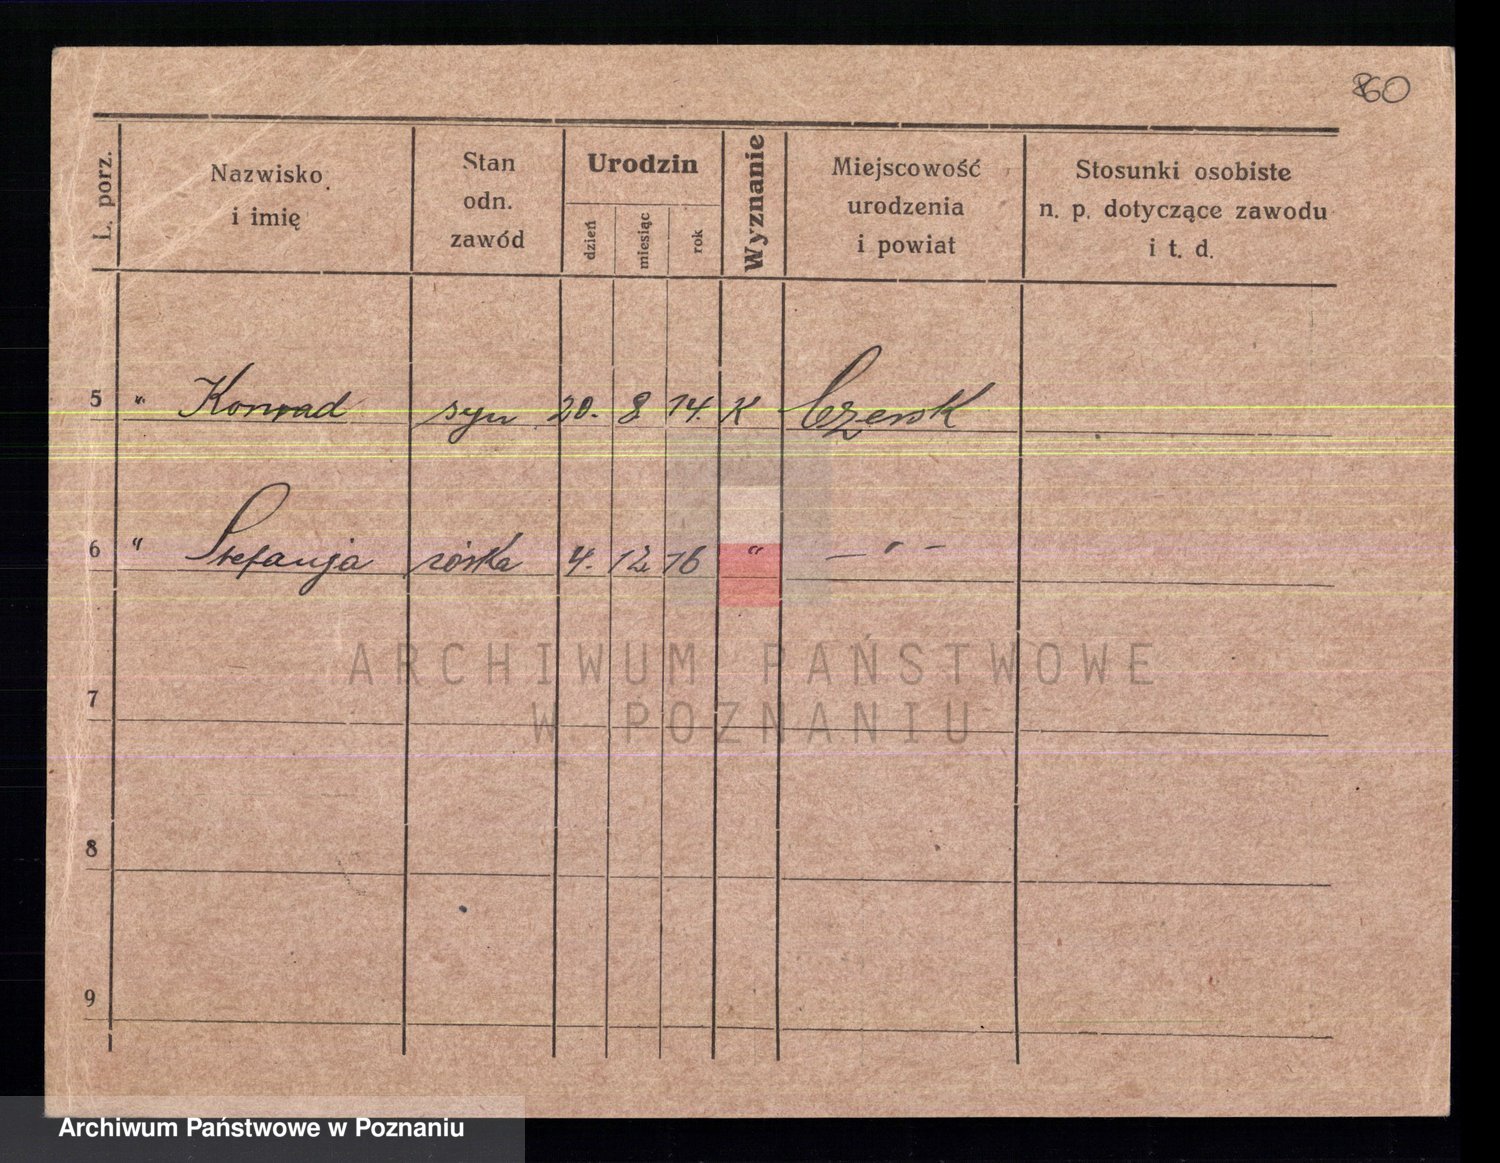 860
L. porz.
Nazwisko
i imię
Stan
odn.
zawód
Urodzin
dzień
miesiąc
rok
Wyznanie
Miejscowość
urodzenia
i powiat
Stosunki osobiste
n. p. dotyczące zawodu
i t. d.
5 " Konrad syn 20. 8 14. K Czersk
6 " Stefanja córka 4. 12. 16 " — " —
7
8
9
ARCHIWUM PAŃSTWOWE
W POZNANIU
Archiwum Państwowe w Poznaniu